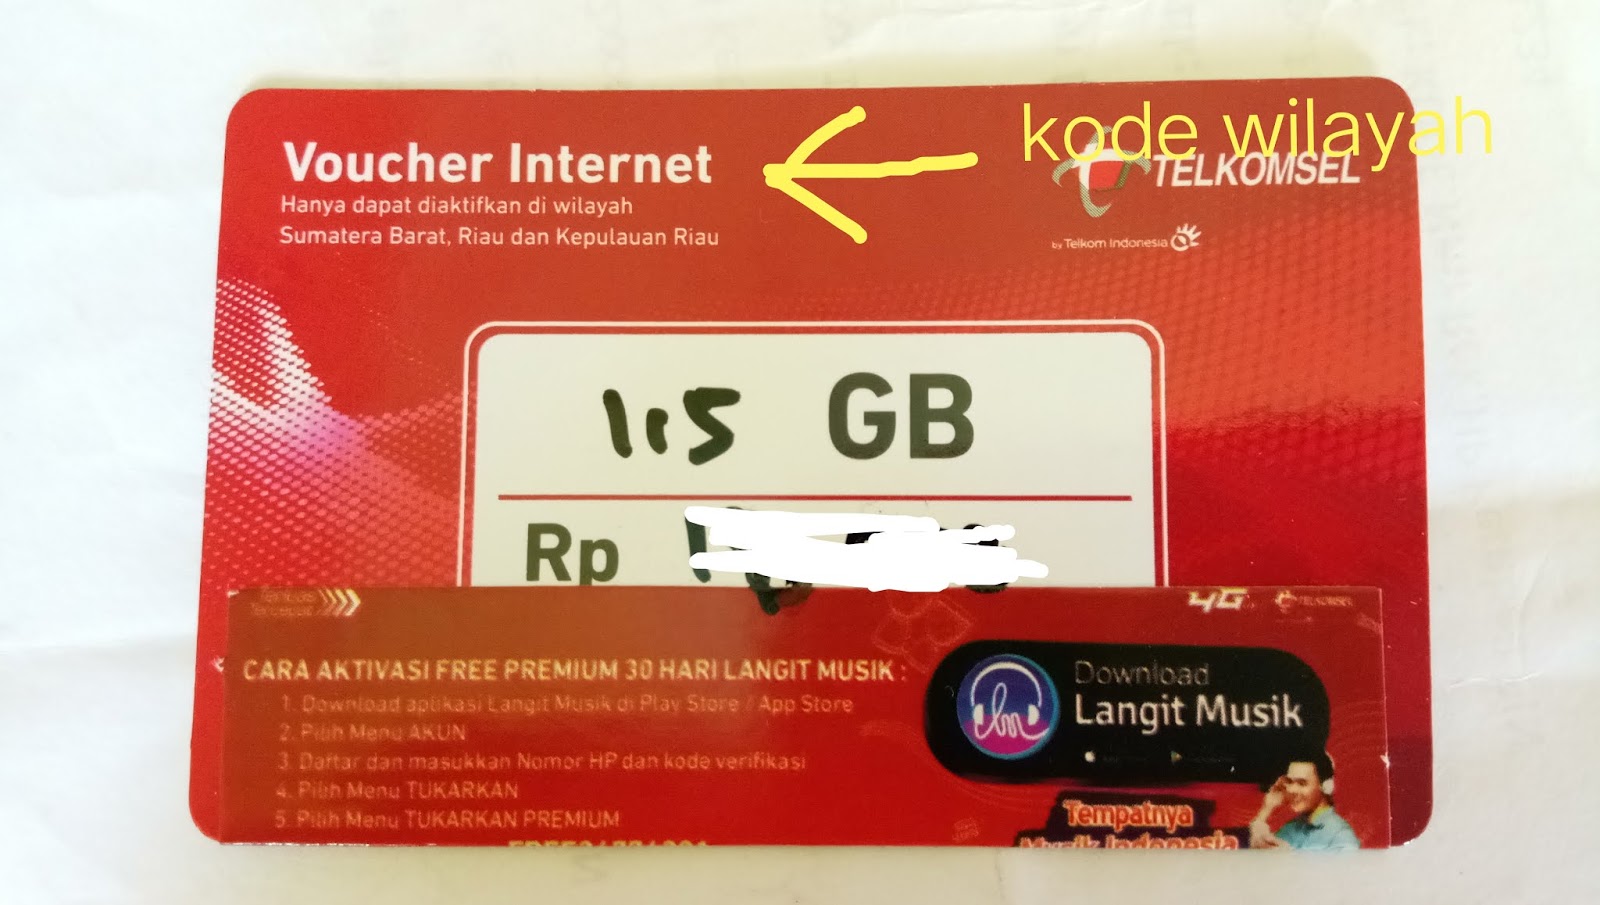 kode wilayah
Voucher Internet
Hanya dapat diaktifkan di wilayah
Sumatera Barat, Riau dan Kepulauan Riau
TELKOMSEL
by Telkom Indonesia
1,5 GB
Rp
4G TELKOMSEL
CARA AKTIVASI FREE PREMIUM 30 HARI LANGIT MUSIK :
1. Download aplikasi Langit Musik di Play Store / App Store
2. Pilih Menu AKUN
3. Daftar dan masukkan Nomor HP dan kode verifikasi
4. Pilih Menu TUKARKAN
5. Pilih Menu TUKARKAN PREMIUM
Download
Langit Musik
Tempatnya
Musik Indonesia